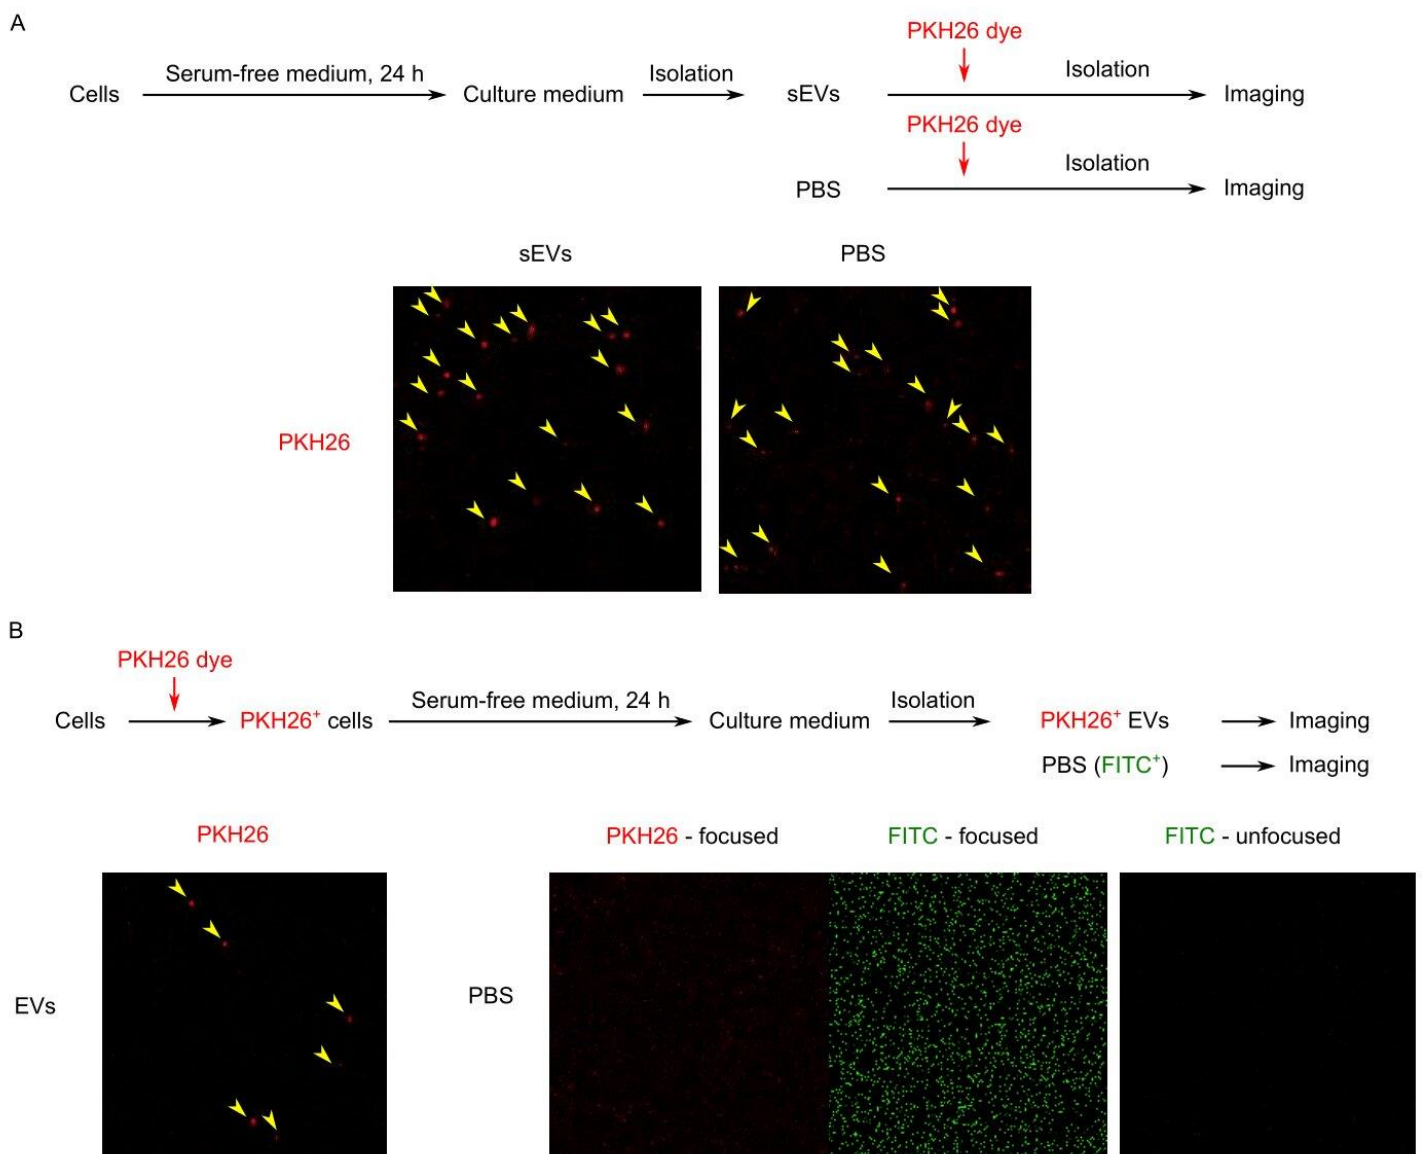 A
PKH26 dye
Serum-free medium, 24 h
Isolation
Isolation
Cells
Culture medium
sEVs
Imaging
PKH26 dye
Isolation
PBS
Imaging
sEVs
PBS
PKH26
B
PKH26 dye
Serum-free medium, 24 h
Isolation
Cells
PKH26⁺ cells
Culture medium
PKH26⁺ EVs
Imaging
PBS (FITC⁺)
Imaging
PKH26
PKH26 - focused
FITC - focused
FITC - unfocused
EVs
PBS